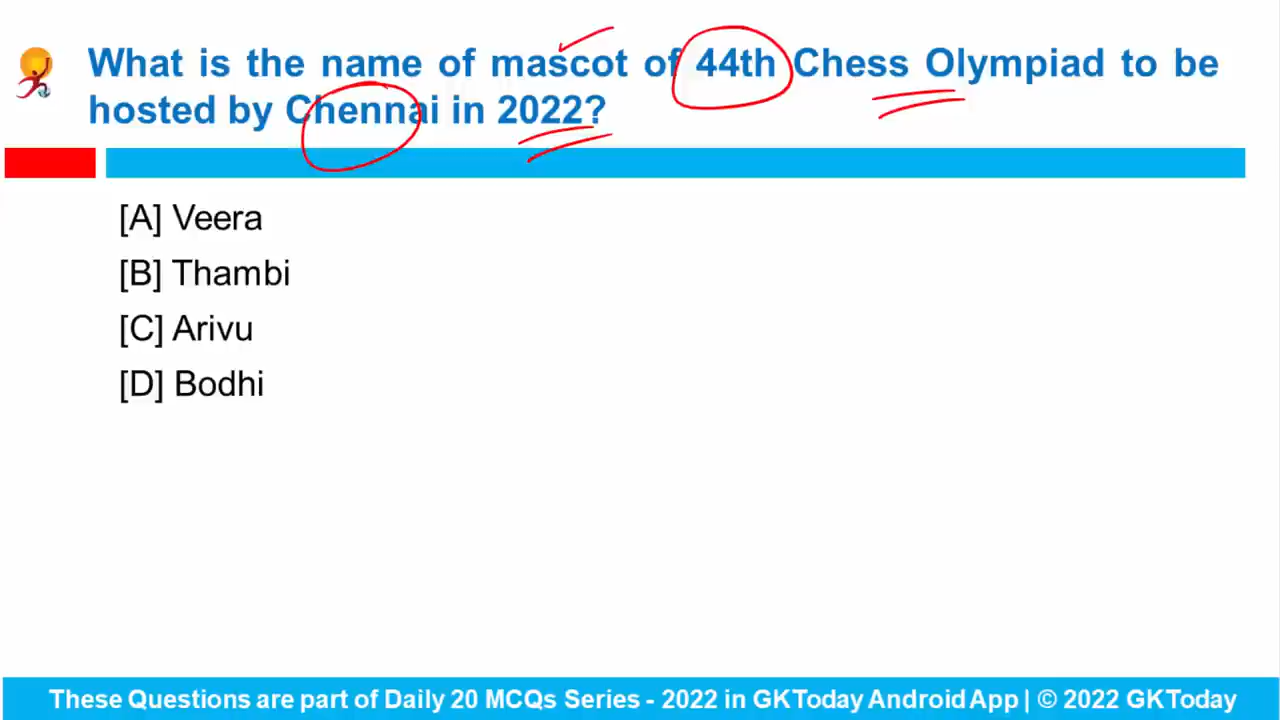 What is the name of mascot of 44th Chess Olympiad to be
hosted by Chennai in 2022?
[A] Veera
[B] Thambi
[C] Arivu
[D] Bodhi
These Questions are part of Daily 20 MCQs Series - 2022 in GKToday Android App | © 2022 GKToday